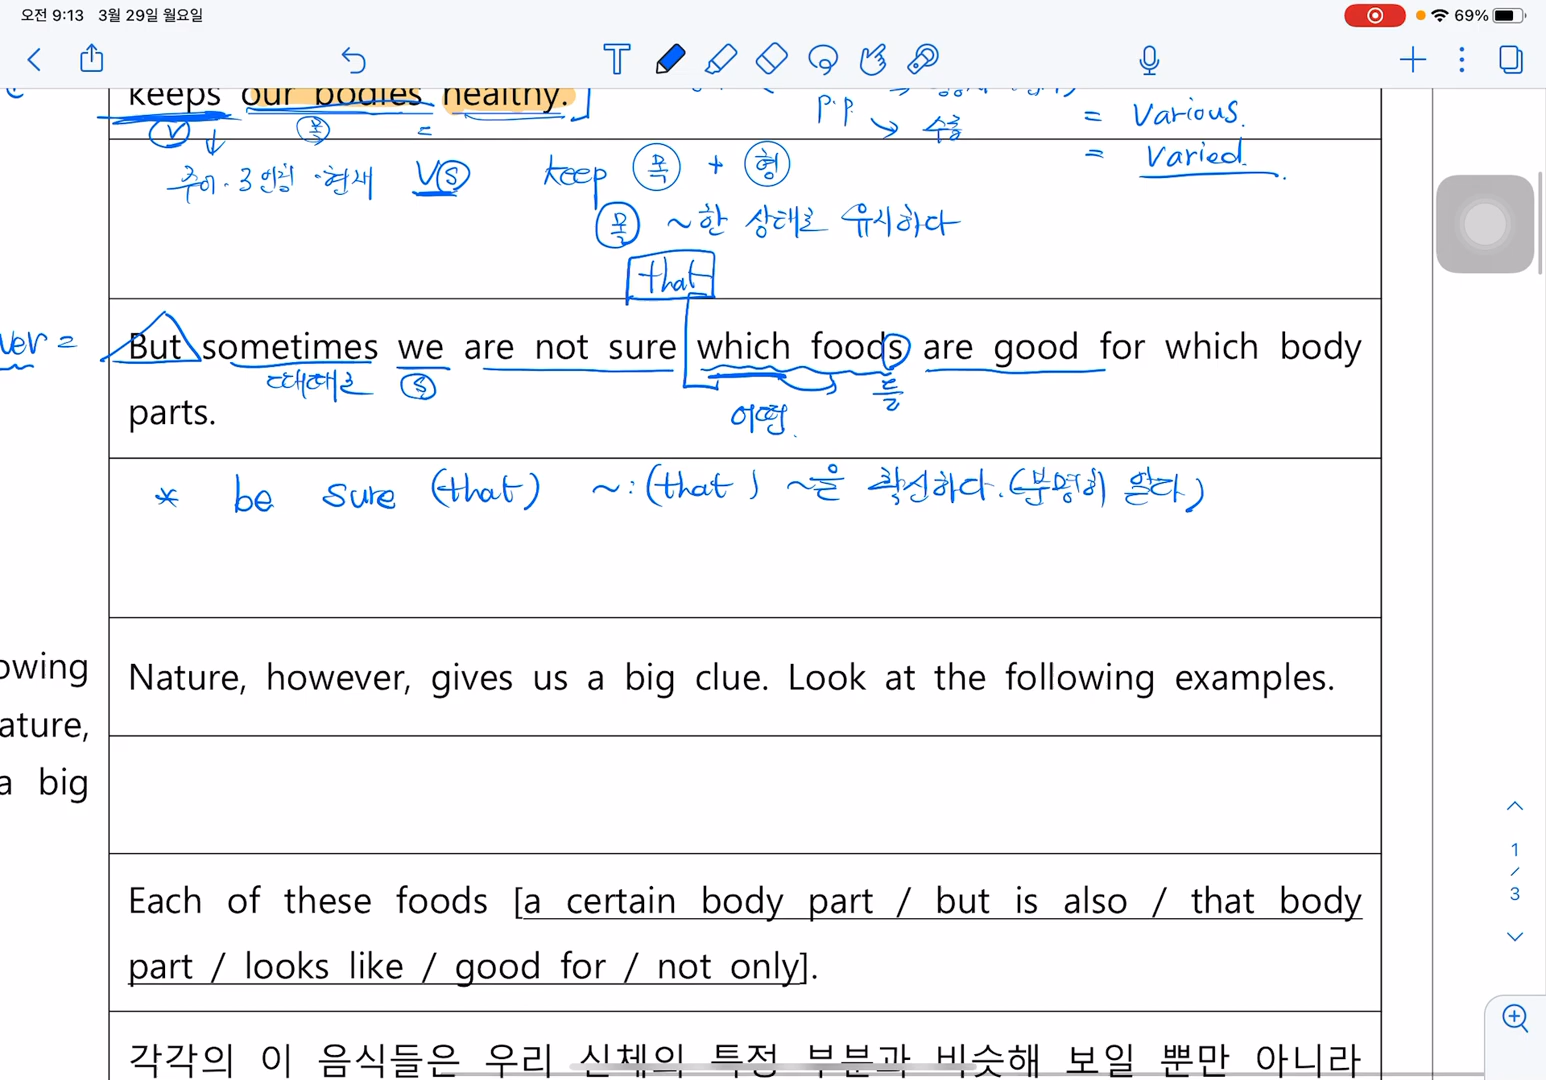 오전 9:13 3월 29일 월요일
69%
keeps our bodies healthy.
p.p.
= Various.
수동
= Varied.
V
목
주어·3인칭·현재 V(s) keep 목 + 형
목 ~한 상태로 유지하다
that
ver =
But sometimes we are not sure which foods are good for which body
때때로 S 어떤 들
parts.
* be sure (that) ~: (that) ~을 확신하다. (분명히 알다)
owing
Nature, however, gives us a big clue. Look at the following examples.
ature,
a big
1
/
3
Each of these foods [a certain body part / but is also / that body
part / looks like / good for / not only].
각각의 이 음식들은 우리 신체의 특정 부분과 비슷해 보일 뿐만 아니라